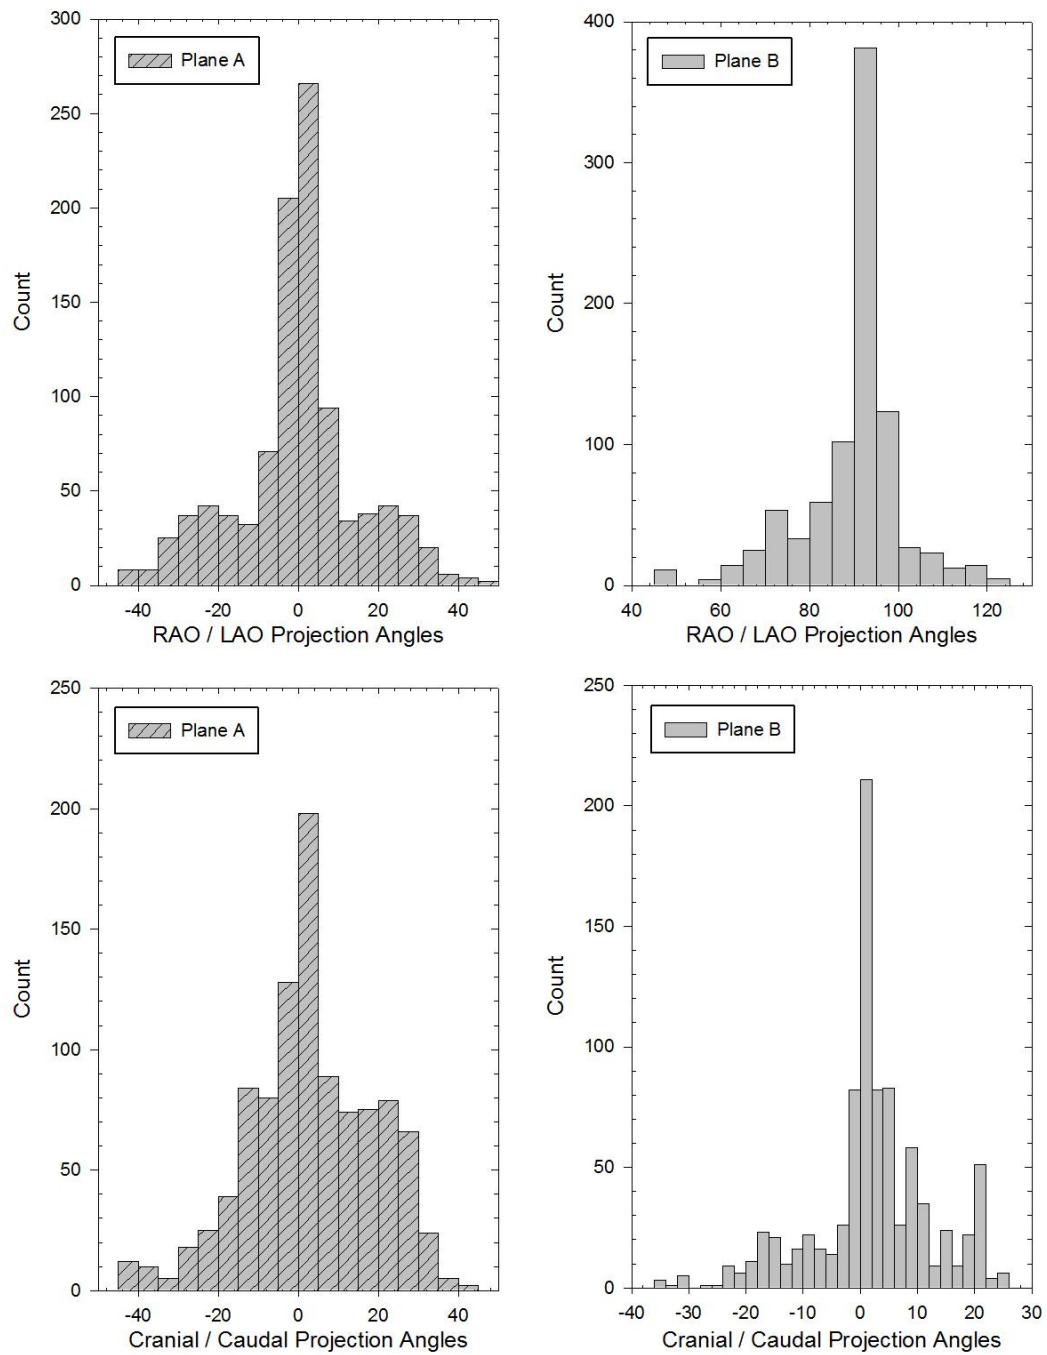 300
250
200
150
100
50
0
Count
Plane A
-40 -20 0 20 40
RAO / LAO Projection Angles
400
300
200
100
0
Count
Plane B
40 60 80 100 120
RAO / LAO Projection Angles
250
200
150
100
50
0
Count
Plane A
-40 -20 0 20 40
Cranial / Caudal Projection Angles
250
200
150
100
50
0
Count
Plane B
-40 -30 -20 -10 0 10 20 30
Cranial / Caudal Projection Angles